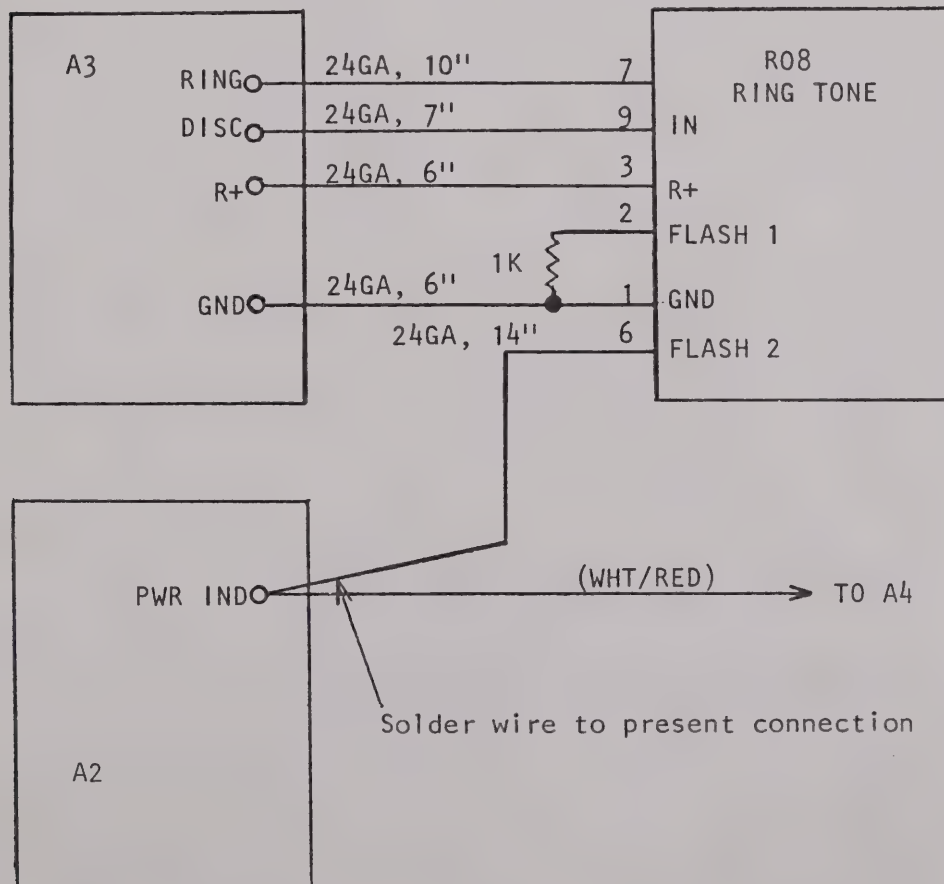 A3
RING
DISC
R+
GND
24GA, 10"
24GA, 7"
24GA, 6"
1K
24GA, 6"
24GA, 14"
7
9
3
2
1
6
R08
RING TONE
IN
R+
FLASH 1
GND
FLASH 2
PWR IND
(WHT/RED)
TO A4
Solder wire to present connection
A2